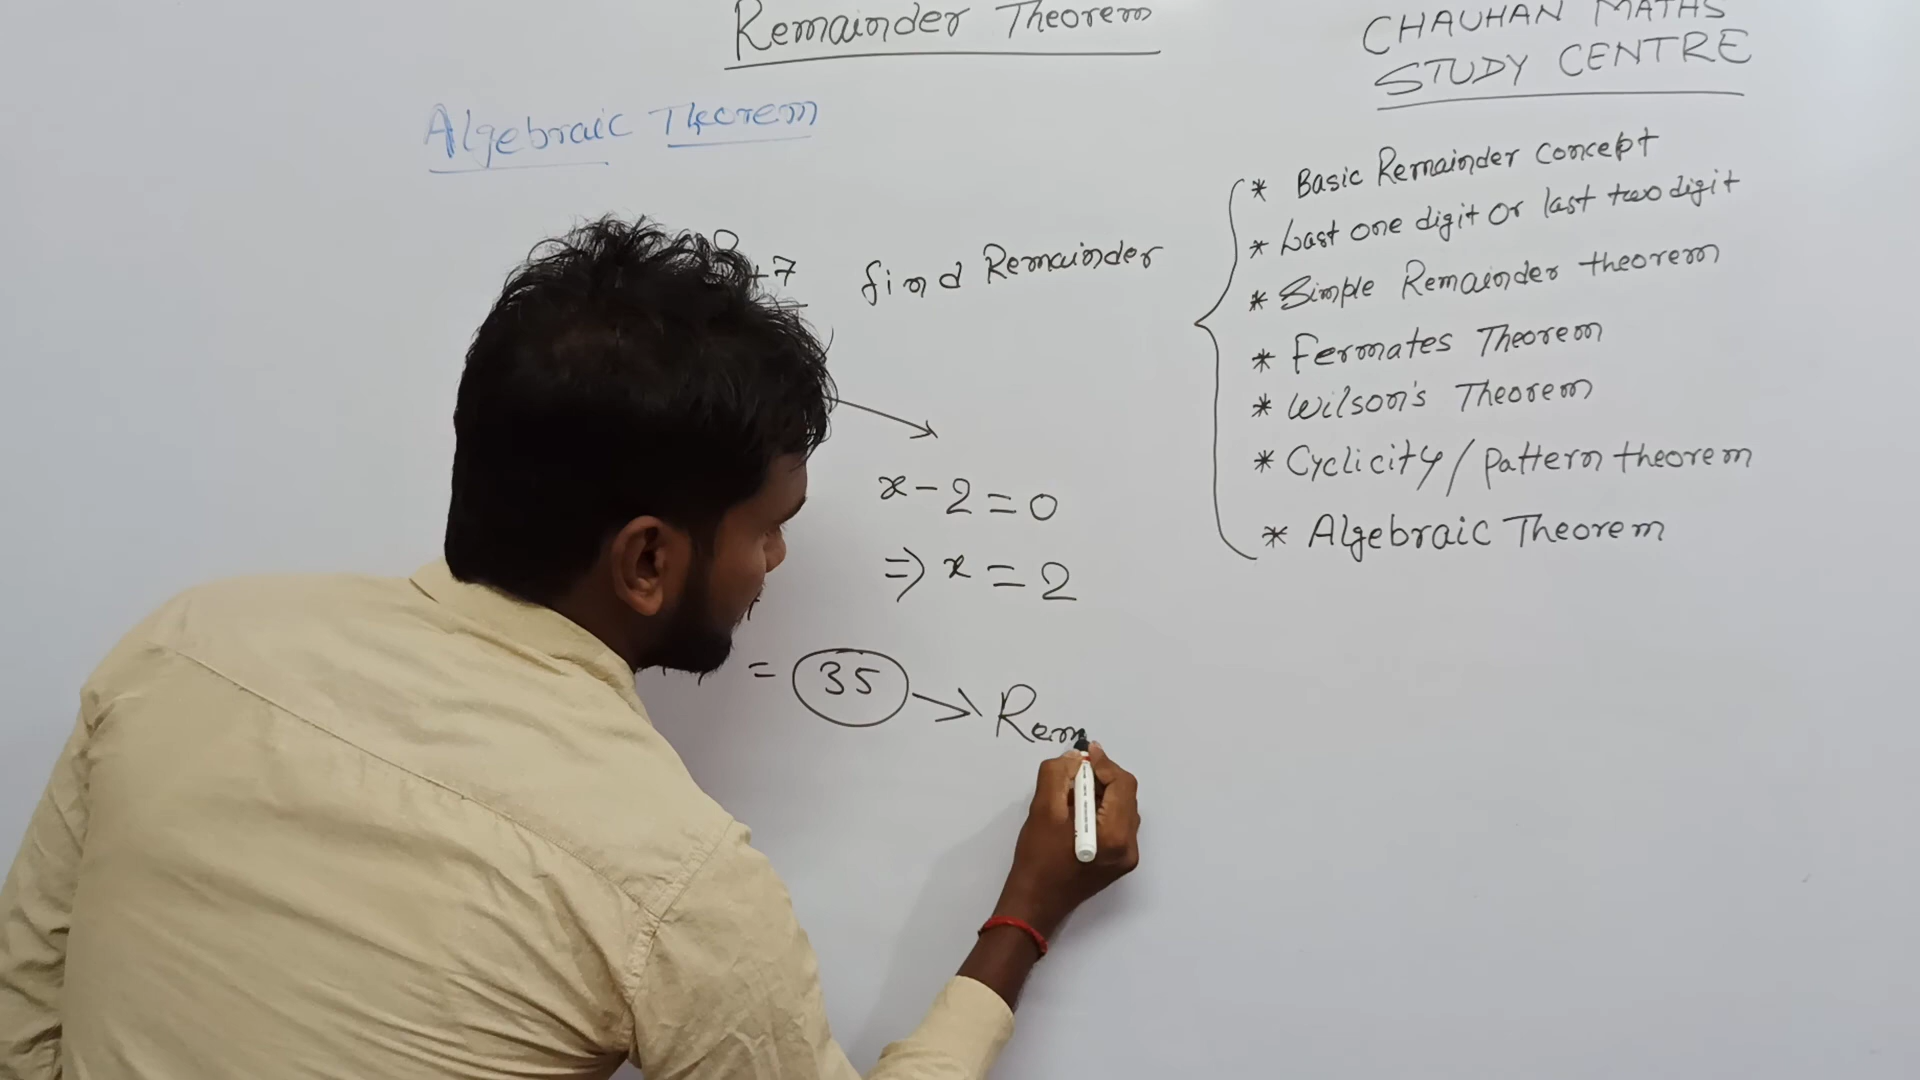 Remainder Theorem
CHAUHAN MATHS
STUDY CENTRE
Algebraic Theorem
* Basic Remainder concept
* Last one digit or last two digit
* Simple Remainder theorem
* Fermates Theorem
* Wilson's Theorem
* Cyclicity / pattern theorem
* Algebraic Theorem
+7 find Remainder
x - 2 = 0
⇒ x = 2
= 35 → Rem